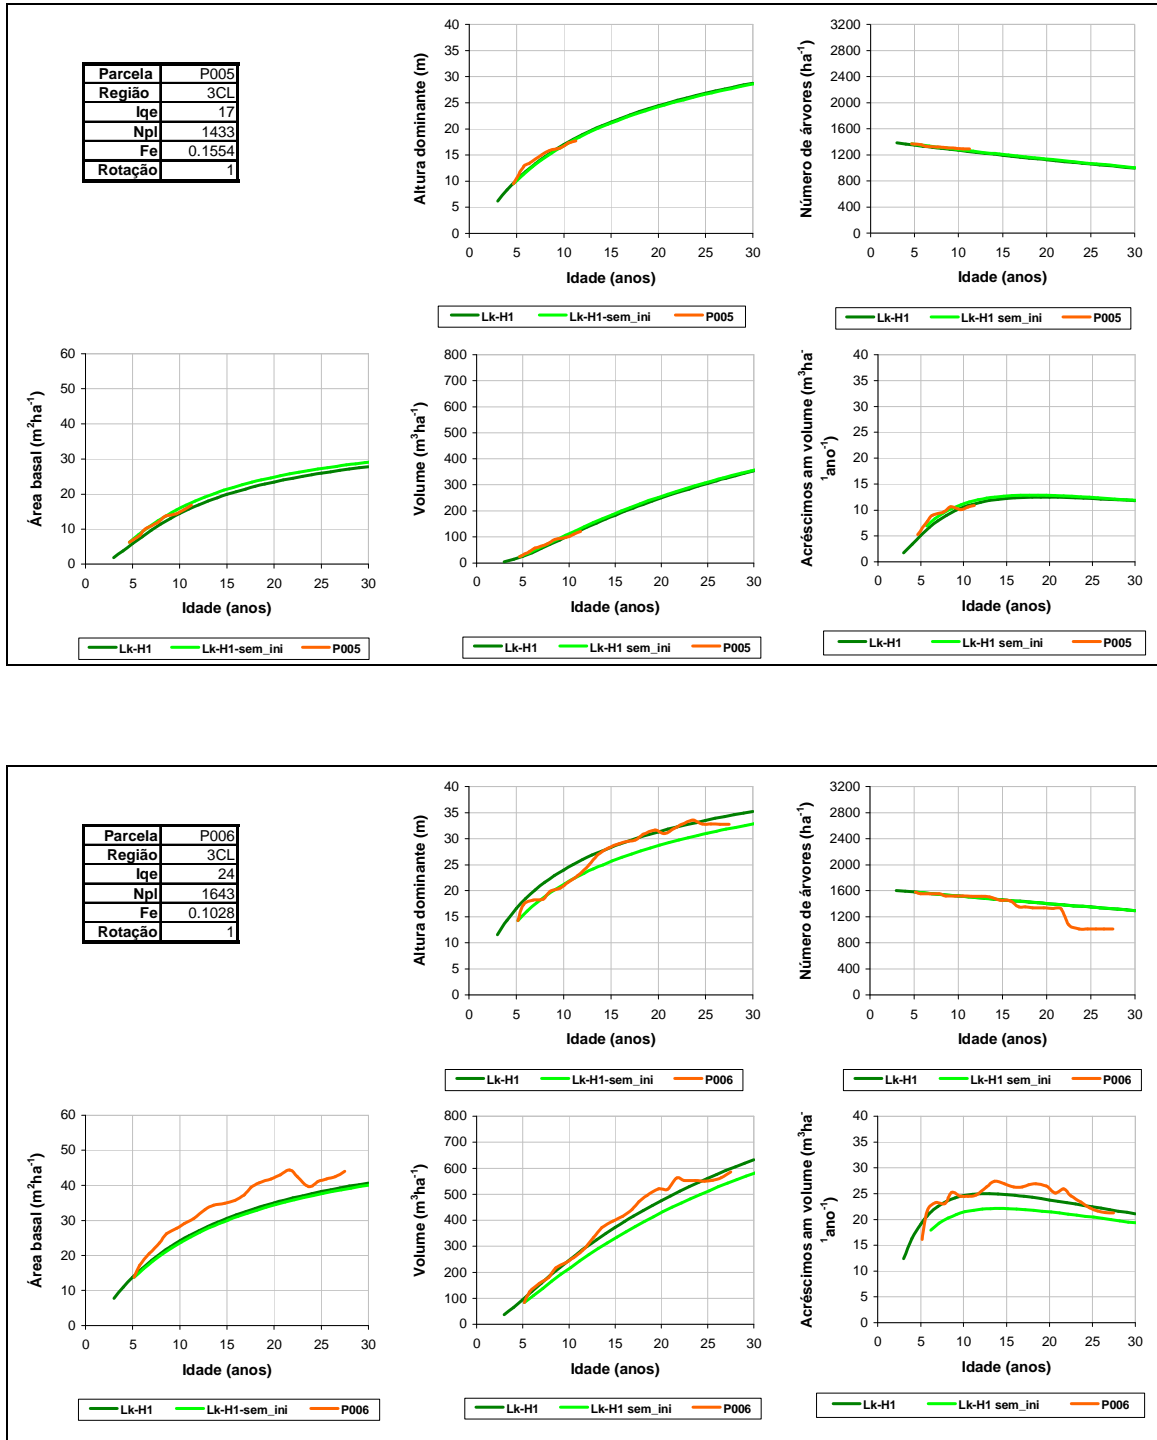 Parcela P005
Região 3CL
Iqe 17
Npl 1433
Fe 0.1554
Rotação 1
Altura dominante (m)
40
35
30
25
20
15
10
5
0
0 5 10 15 20 25 30
Idade (anos)
Lk-H1 Lk-H1-sem_ini P005
Número de árvores (ha-1)
3200
2800
2400
2000
1600
1200
800
400
0
0 5 10 15 20 25 30
Idade (anos)
Lk-H1 Lk-H1 sem_ini P005
Área basal (m2ha-1)
60
50
40
30
20
10
0
0 5 10 15 20 25 30
Idade (anos)
Lk-H1 Lk-H1-sem_ini P005
Volume (m3ha-1)
800
700
600
500
400
300
200
100
0
0 5 10 15 20 25 30
Idade (anos)
Lk-H1 Lk-H1 sem_ini P005
Acréscimos am volume (m3ha-
1ano-1)
40
35
30
25
20
15
10
5
0
0 5 10 15 20 25 30
Idade (anos)
Lk-H1 Lk-H1 sem_ini P005
Parcela P006
Região 3CL
Iqe 24
Npl 1643
Fe 0.1028
Rotação 1
Altura dominante (m)
40
35
30
25
20
15
10
5
0
0 5 10 15 20 25 30
Idade (anos)
Lk-H1 Lk-H1-sem_ini P006
Número de árvores (ha-1)
3200
2800
2400
2000
1600
1200
800
400
0
0 5 10 15 20 25 30
Idade (anos)
Lk-H1 Lk-H1 sem_ini P006
Área basal (m2ha-1)
60
50
40
30
20
10
0
0 5 10 15 20 25 30
Idade (anos)
Lk-H1 Lk-H1-sem_ini P006
Volume (m3ha-1)
800
700
600
500
400
300
200
100
0
0 5 10 15 20 25 30
Idade (anos)
Lk-H1 Lk-H1 sem_ini P006
Acréscimos am volume (m3ha-
1ano-1)
40
35
30
25
20
15
10
5
0
0 5 10 15 20 25 30
Idade (anos)
Lk-H1 Lk-H1 sem_ini P006